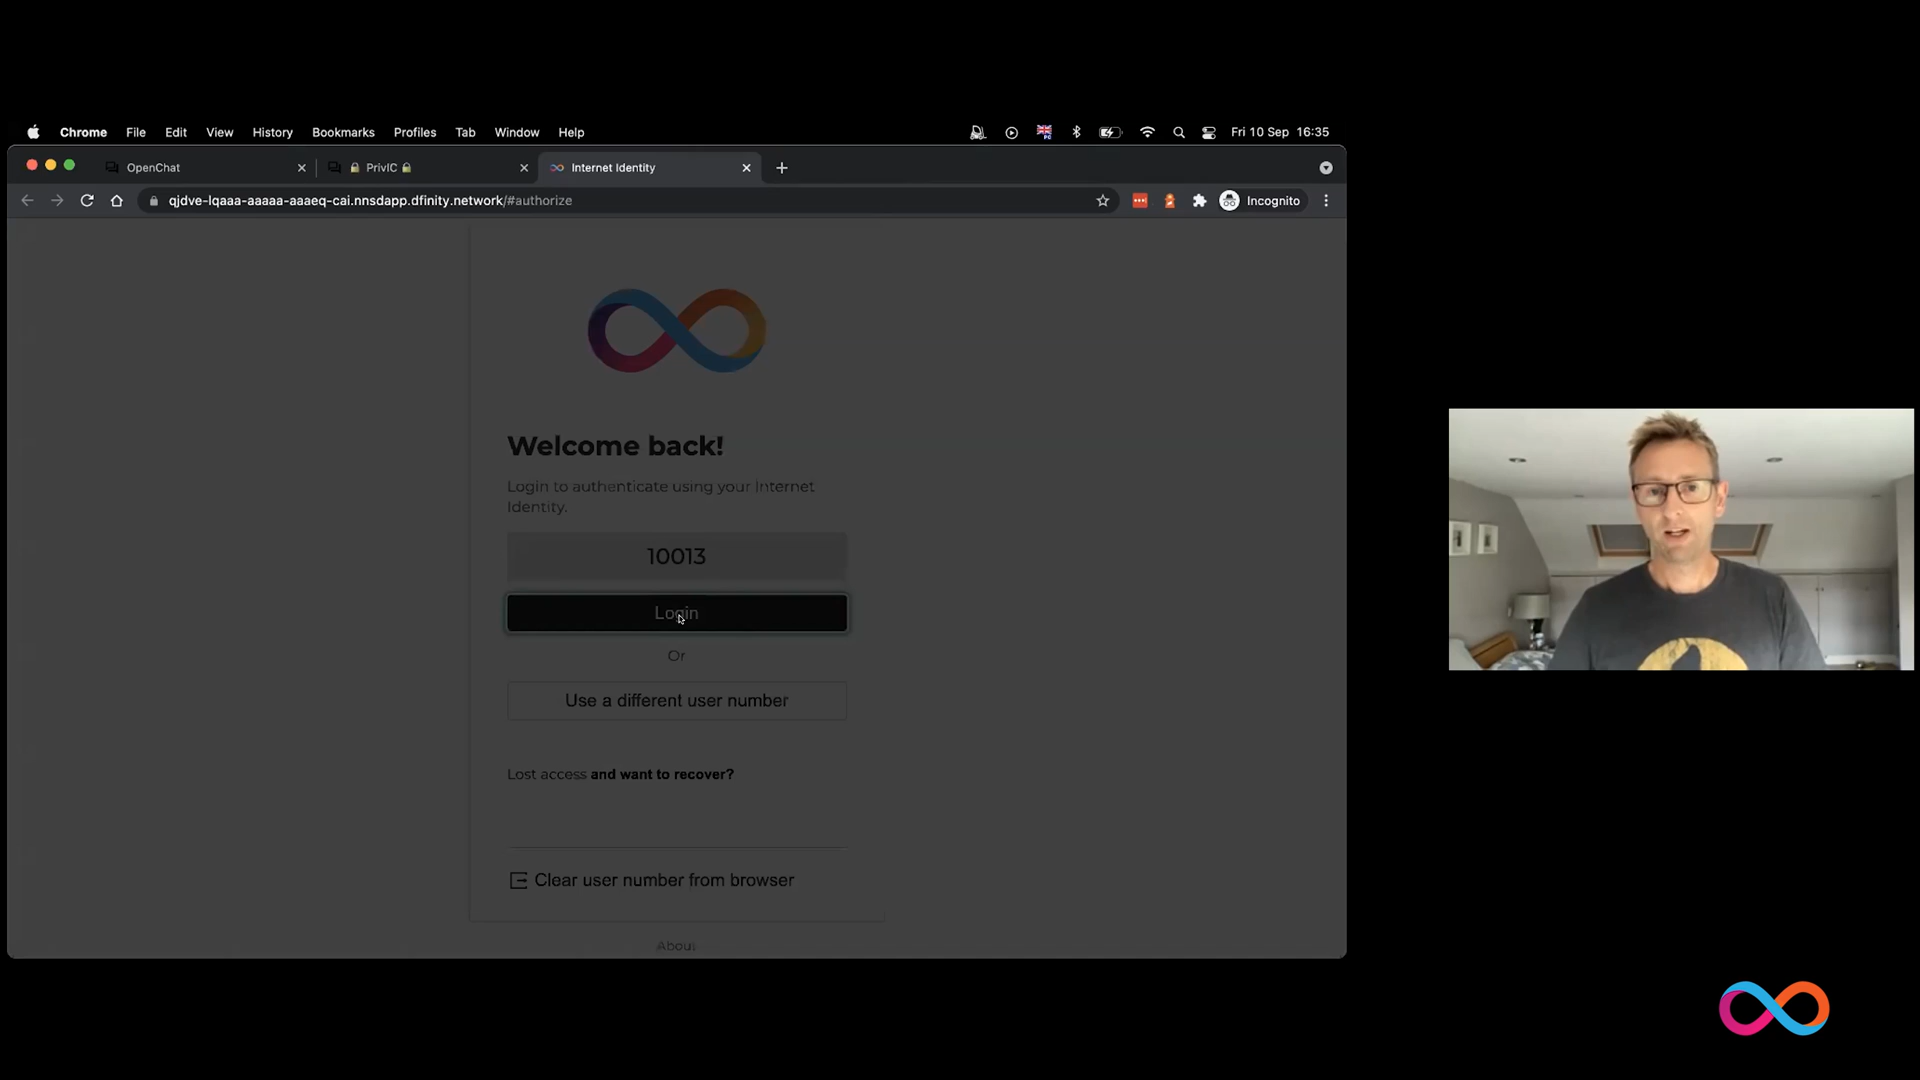 Chrome File Edit View History Bookmarks Profiles Tab Window Help Fri 10 Sep 16:35
OpenChat PrivIC Internet Identity
qjdve-lqaaa-aaaaa-aaaeq-cai.nnsdapp.dfinity.network/#authorize Incognito
Welcome back!
Login to authenticate using your Internet
Identity.
10013
Login
Or
Use a different user number
Lost access and want to recover?
Clear user number from browser
About